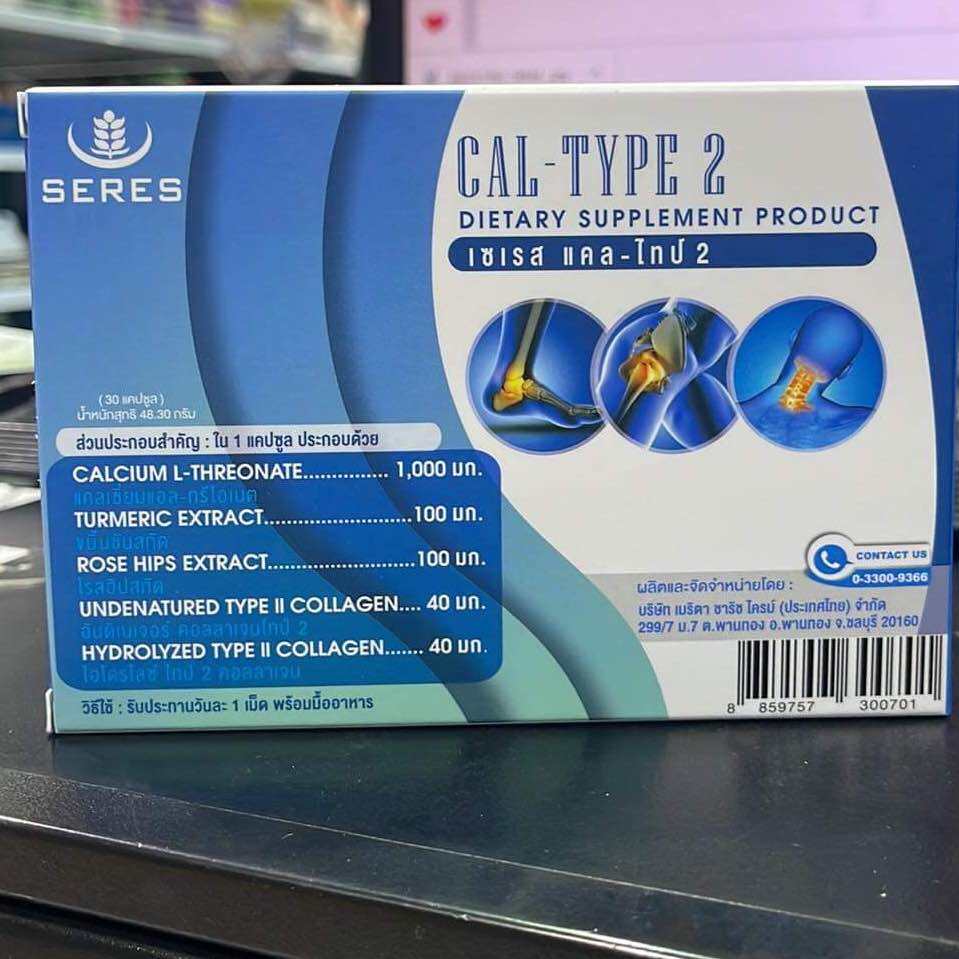 SERES
CAL-TYPE 2
DIETARY SUPPLEMENT PRODUCT
เซเรส แคล-ไทป์ 2
(30 แคปซูล)
น้ำหนักสุทธิ 48.30 กรัม
ส่วนประกอบสำคัญ : ใน 1 แคปซูล ประกอบด้วย
CALCIUM L-THREONATE............... 1,000 มก.
แคลเซี่ยมแอล-ทรีโอเนต
TURMERIC EXTRACT......................... 100 มก.
ขมิ้นชันสกัด
ROSE HIPS EXTRACT......................... 100 มก.
โรสฮิปสกัด
UNDENATURED TYPE II COLLAGEN.... 40 มก.
อันดิเนเจอร์ คอลลาเจนไทป์ 2
HYDROLYZED TYPE II COLLAGEN....... 40 มก.
ไฮโดรไลซ์ ไทป์ 2 คอลลาเจน
วิธีใช้ : รับประทานวันละ 1 เม็ด พร้อมมื้ออาหาร
CONTACT US
0-3300-9366
ผลิตและจัดจำหน่ายโดย :
บริษัท เมริตา ชาริช ไครม์ (ประเทศไทย) จำกัด
299/7 ม.7 ต.พานทอง อ.พานทอง จ.ชลบุรี 20160
8 859757 300701